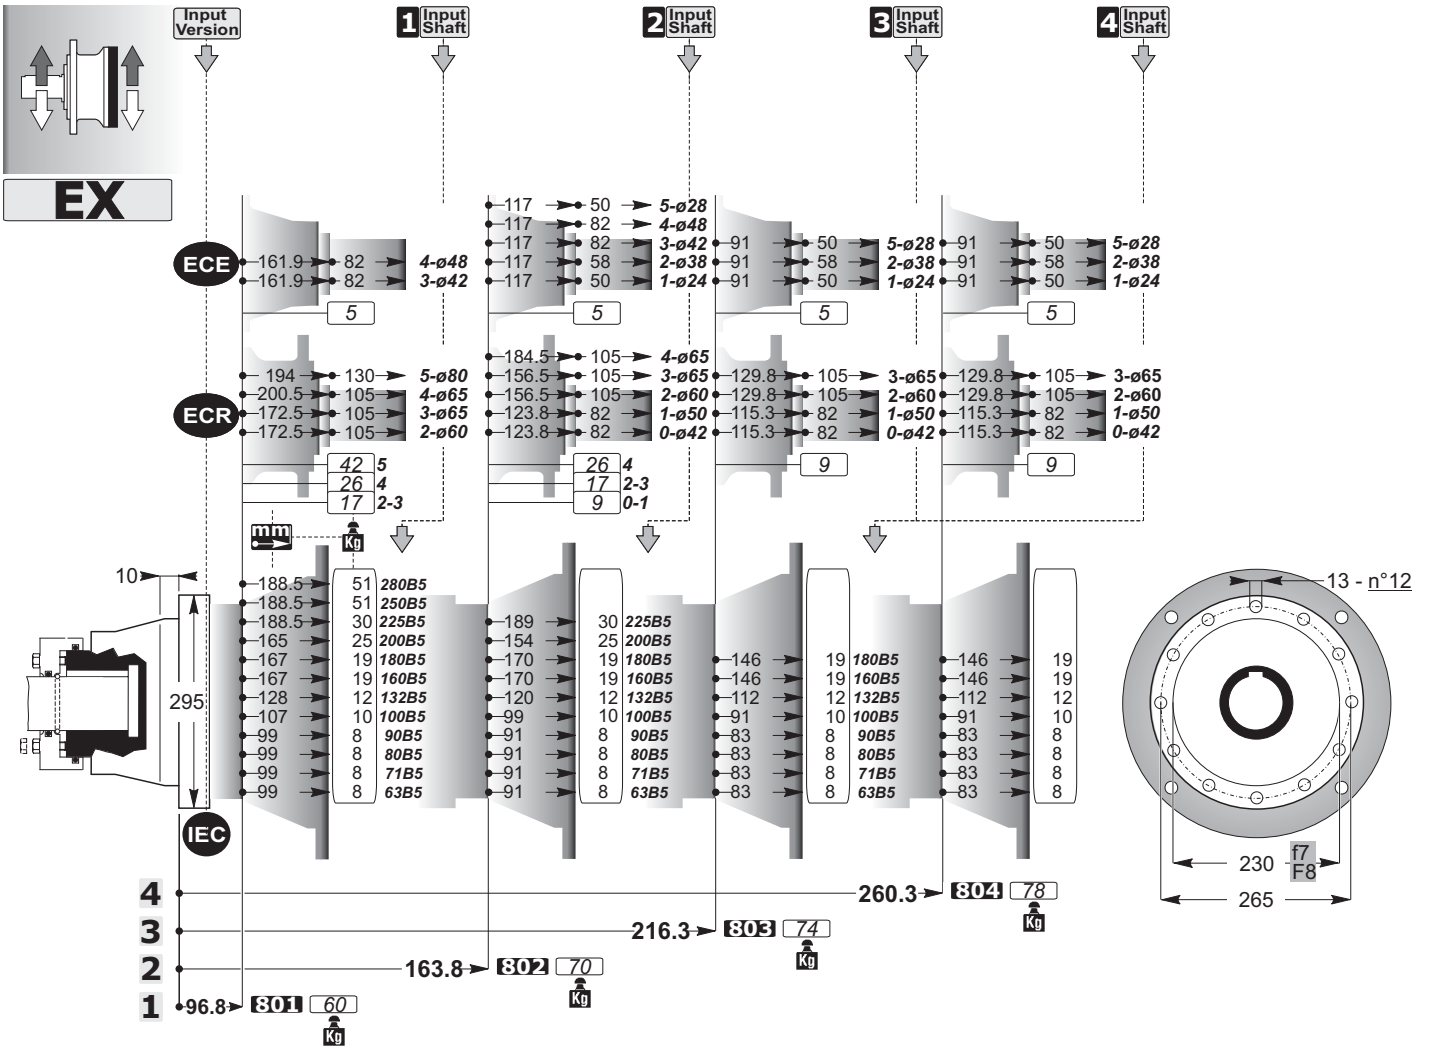 Input Version
1 Input Shaft
2 Input Shaft
3 Input Shaft
4 Input Shaft
EX
ECE
117 50 5-ø28
117 82 4-ø48
117 82 3-ø42 91 50 5-ø28 91 50 5-ø28
161.9 82 4-ø48 117 58 2-ø38 91 58 2-ø38 91 58 2-ø38
161.9 82 3-ø42 117 50 1-ø24 91 50 1-ø24 91 50 1-ø24
5 5 5 5
ECR
184.5 105 4-ø65
194 130 5-ø80 156.5 105 3-ø65 129.8 105 3-ø65 129.8 105 3-ø65
200.5 105 4-ø65 156.5 105 2-ø60 129.8 105 2-ø60 129.8 105 2-ø60
172.5 105 3-ø65 123.8 82 1-ø50 115.3 82 1-ø50 115.3 82 1-ø50
172.5 105 2-ø60 123.8 82 0-ø42 115.3 82 0-ø42 115.3 82 0-ø42
42 5 26 4 9 9
26 4 17 2-3
17 2-3 9 0-1
mm Kg
10
188.5 51 280B5
188.5 51 250B5
188.5 30 225B5 189 30 225B5
165 25 200B5 154 25 200B5
167 19 180B5 170 19 180B5 146 19 180B5 146 19
167 19 160B5 170 19 160B5 146 19 160B5 146 19
128 12 132B5 120 12 132B5 112 12 132B5 112 12
107 10 100B5 99 10 100B5 91 10 100B5 91 10
99 8 90B5 91 8 90B5 83 8 90B5 83 8
99 8 80B5 91 8 80B5 83 8 80B5 83 8
99 8 71B5 91 8 71B5 83 8 71B5 83 8
99 8 63B5 91 8 63B5 83 8 63B5 83 8
295
IEC
13 - n°12
230 f7 F8
265
4 260.3 804 78
Kg
3 216.3 803 74
Kg
2 163.8 802 70
Kg
1 96.8 801 60
Kg